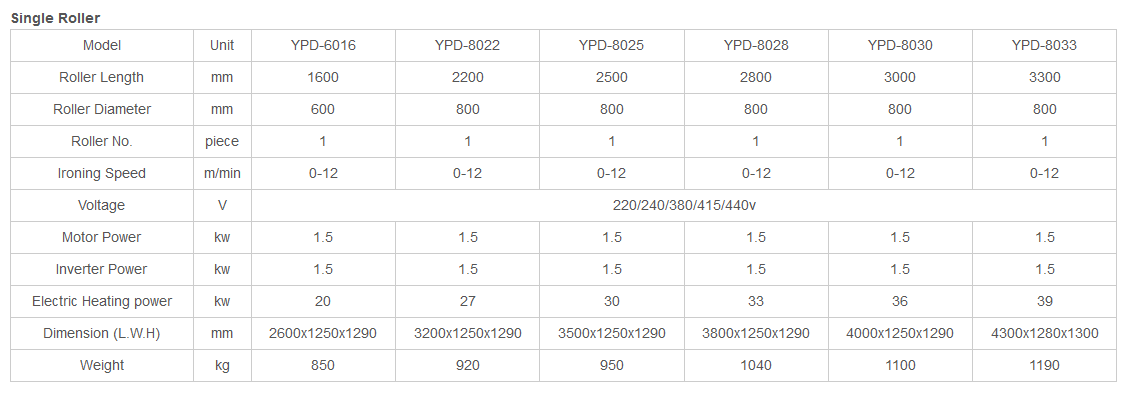 Single Roller
Model Unit YPD-6016 YPD-8022 YPD-8025 YPD-8028 YPD-8030 YPD-8033
Roller Length mm 1600 2200 2500 2800 3000 3300
Roller Diameter mm 600 800 800 800 800 800
Roller No. piece 1 1 1 1 1 1
Ironing Speed m/min 0-12 0-12 0-12 0-12 0-12 0-12
Voltage V 220/240/380/415/440v
Motor Power kw 1.5 1.5 1.5 1.5 1.5 1.5
Inverter Power kw 1.5 1.5 1.5 1.5 1.5 1.5
Electric Heating power kw 20 27 30 33 36 39
Dimension (L.W.H) mm 2600x1250x1290 3200x1250x1290 3500x1250x1290 3800x1250x1290 4000x1250x1290 4300x1280x1300
Weight kg 850 920 950 1040 1100 1190